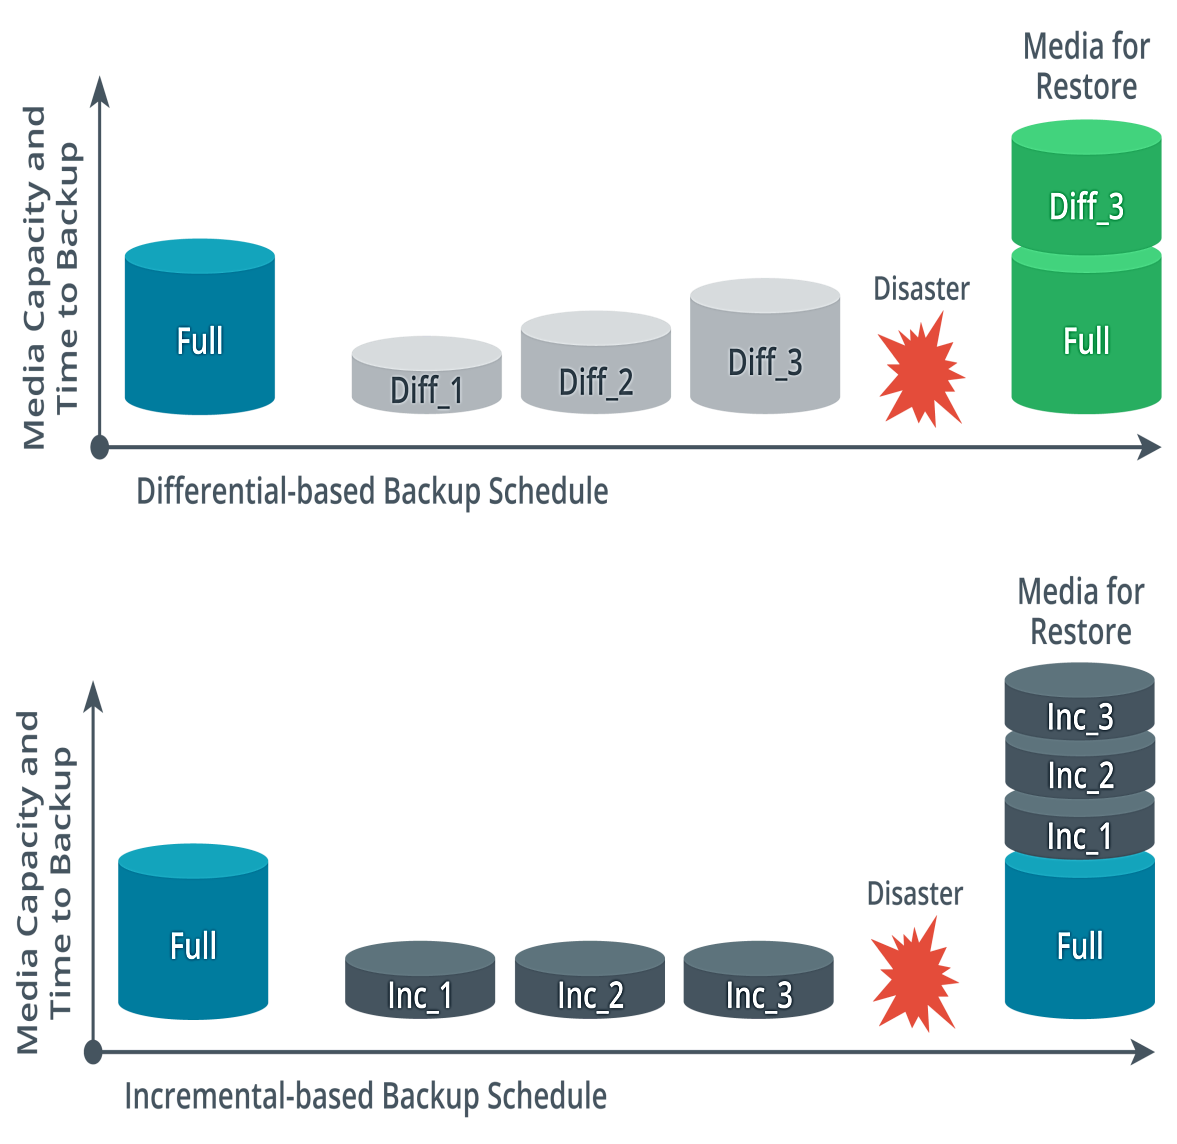 Media for
Restore
Media Capacity and
Time to Backup
Diff_3
Full
Full
Diff_1
Diff_2
Diff_3
Disaster
Differential-based Backup Schedule
Media for
Restore
Media Capacity and
Time to Backup
Inc_3
Inc_2
Inc_1
Full
Full
Inc_1
Inc_2
Inc_3
Disaster
Incremental-based Backup Schedule